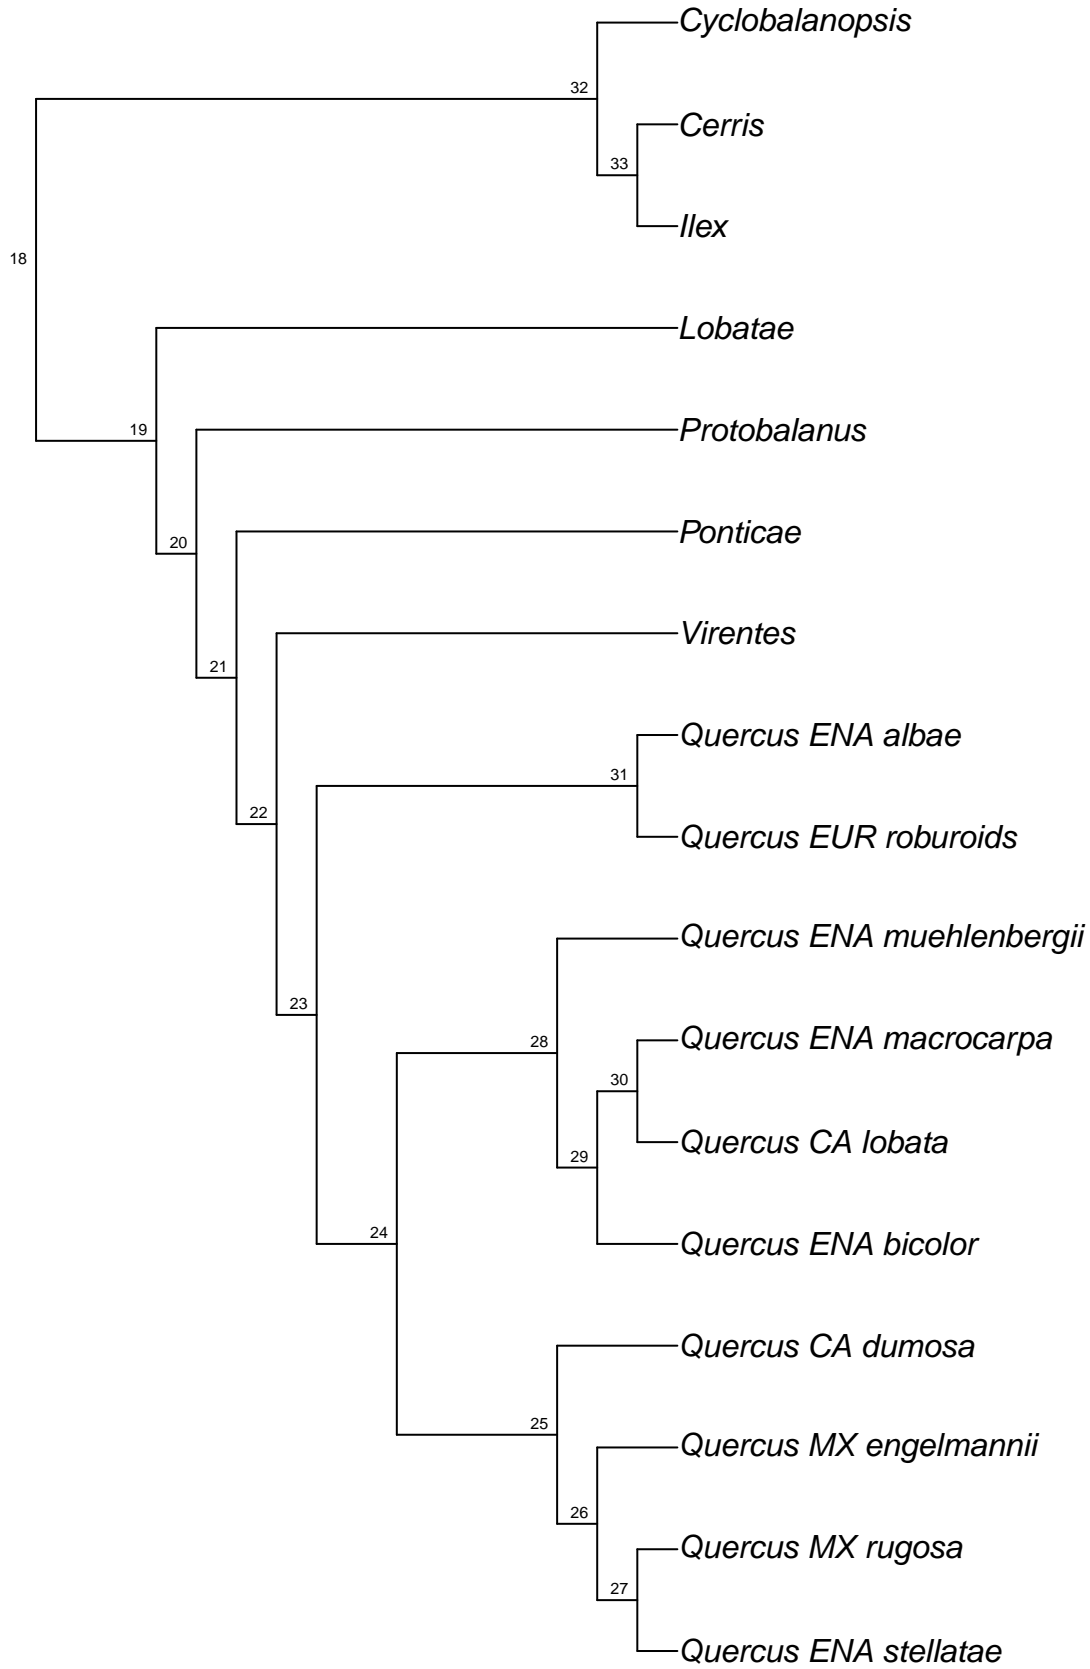 Cyclobalanopsis
32
Cerris
33
Ilex
18
Lobatae
19
Protobalanus
20
Ponticae
21
Virentes
22
Quercus ENA albae
31
Quercus EUR roburoids
Quercus ENA muehlenbergii
23
28
Quercus ENA macrocarpa
30
Quercus CA lobata
29
24
Quercus ENA bicolor
Quercus CA dumosa
25
Quercus MX engelmannii
26
Quercus MX rugosa
27
Quercus ENA stellatae